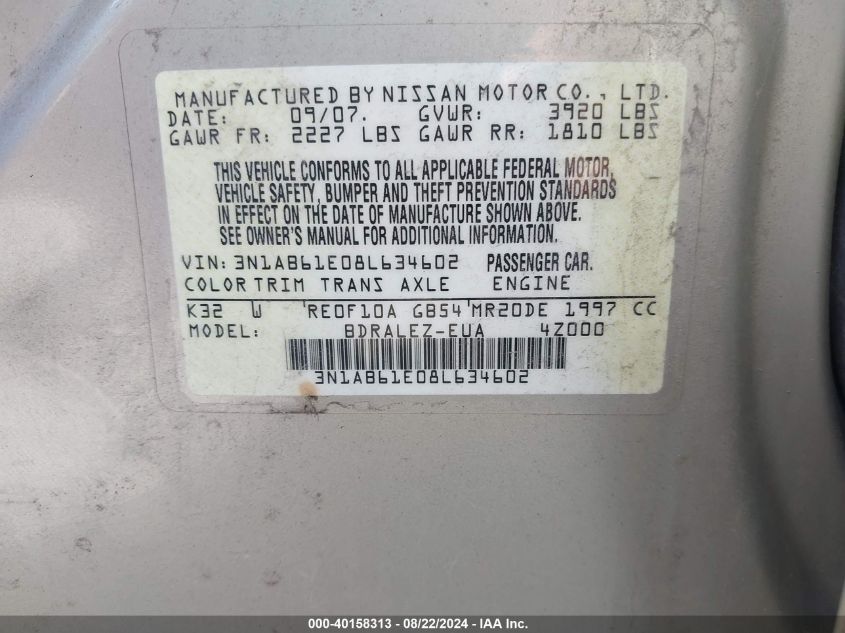 MANUFACTURED BY NISSAN MOTOR CO., LTD.
DATE: 09/07. GVWR: 3920 LBS
GAWR FR: 2227 LBS GAWR RR: 1810 LBS
THIS VEHICLE CONFORMS TO ALL APPLICABLE FEDERAL MOTOR
VEHICLE SAFETY, BUMPER AND THEFT PREVENTION STANDARDS
IN EFFECT ON THE DATE OF MANUFACTURE SHOWN ABOVE.
SEE OWNER'S MANUAL FOR ADDITIONAL INFORMATION.
VIN: 3N1AB61E08L634602 PASSENGER CAR.
COLOR TRIM TRANS AXLE ENGINE
K32 W RE0F10A GB54 MR20DE 1997 CC
MODEL: BDRALEZ-EUA 4Z000
3N1AB61E08L634602
000-40158313 - 08/22/2024 - IAA Inc.